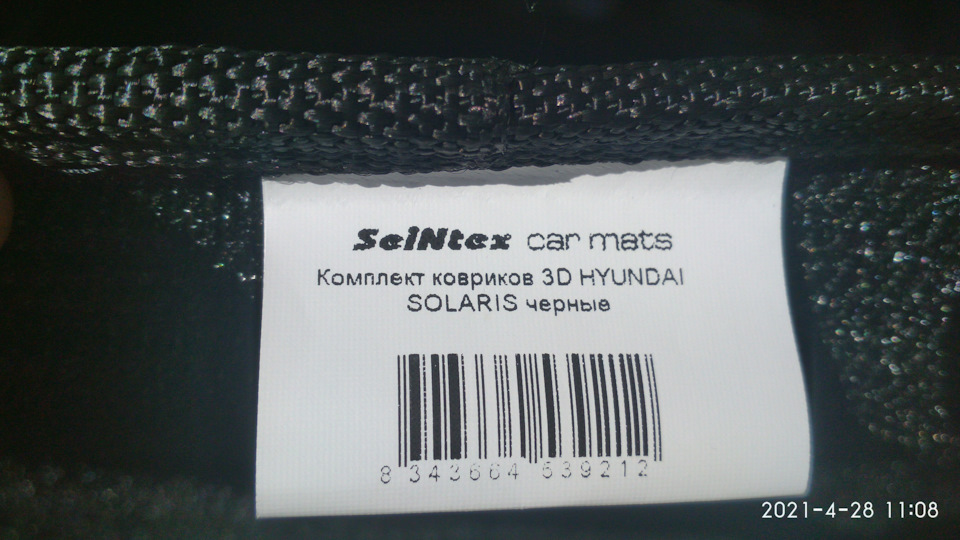 SeiNtex car mats
Комплект ковриков 3D HYUNDAI
SOLARIS черные
8 343664 539212
2021-4-28 11:08